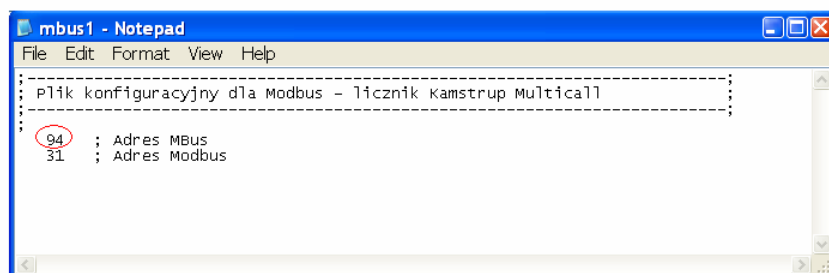 mbus1 - Notepad
File Edit Format View Help
;-----------------------------------------------------------------------;
; Plik konfiguracyjny dla Modbus – licznik Kamstrup Multicall ;
;-----------------------------------------------------------------------;
;
94 ; Adres MBus
31 ; Adres Modbus